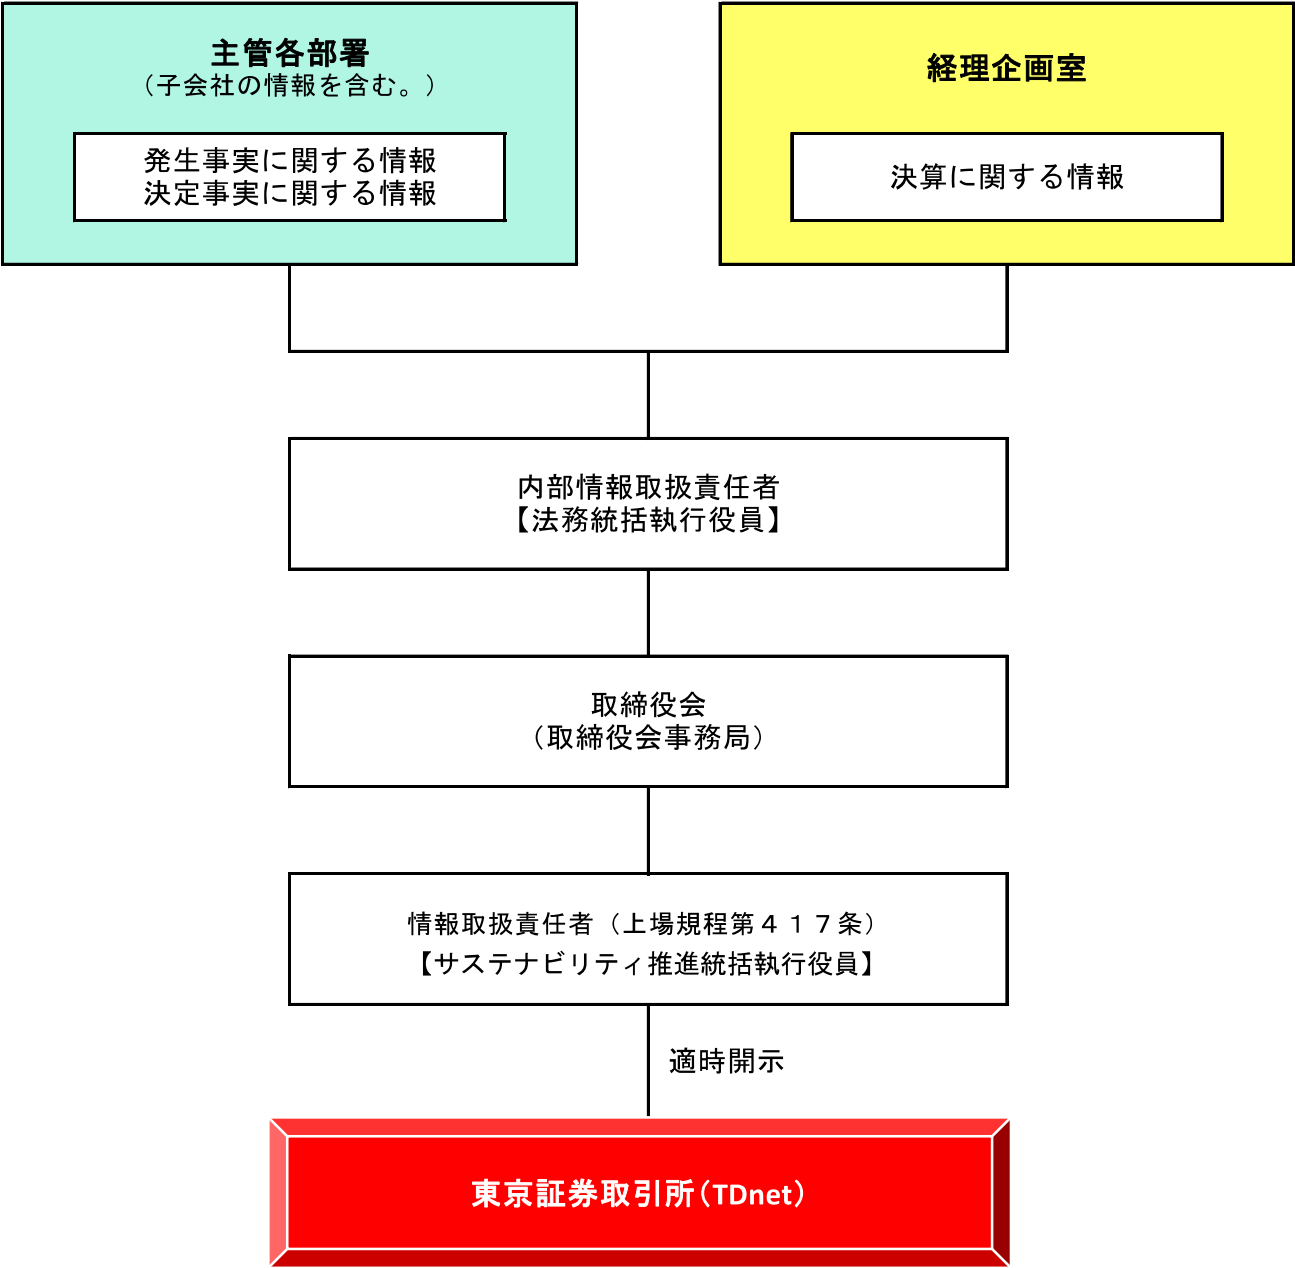 主管各部署
（子会社の情報を含む。）
発生事実に関する情報
決定事実に関する情報
経理企画室
決算に関する情報
内部情報取扱責任者
【法務統括執行役員】
取締役会
（取締役会事務局）
情報取扱責任者（上場規程第４１７条）
【サステナビリティ推進統括執行役員】
適時開示
東京証券取引所（TDnet）